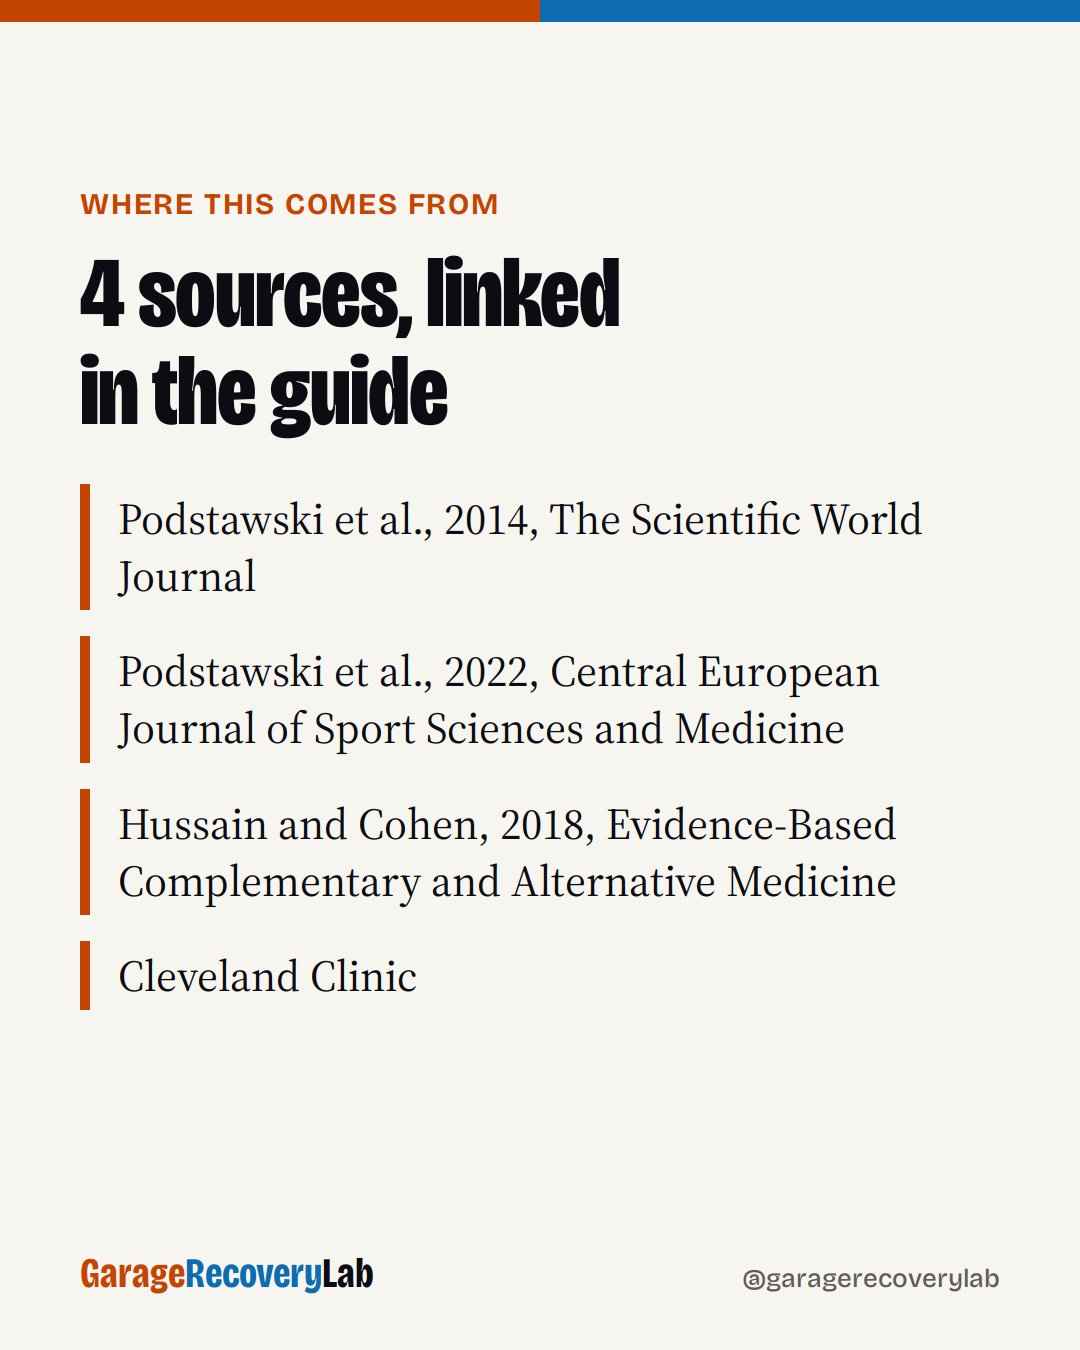 WHERE THIS COMES FROM
4 sources, linked
in the guide
Podstawski et al., 2014, The Scientific World
Journal
Podstawski et al., 2022, Central European
Journal of Sport Sciences and Medicine
Hussain and Cohen, 2018, Evidence-Based
Complementary and Alternative Medicine
Cleveland Clinic
GarageRecoveryLab
@garagerecoverylab